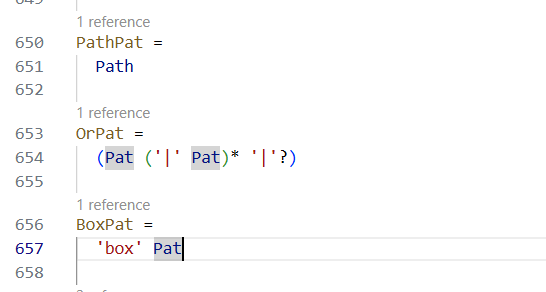 649
1 reference
650 PathPat =
651 Path
652
1 reference
653 OrPat =
654 (Pat ('|' Pat)* '|'?)
655
1 reference
656 BoxPat =
657 'box' Pat
658